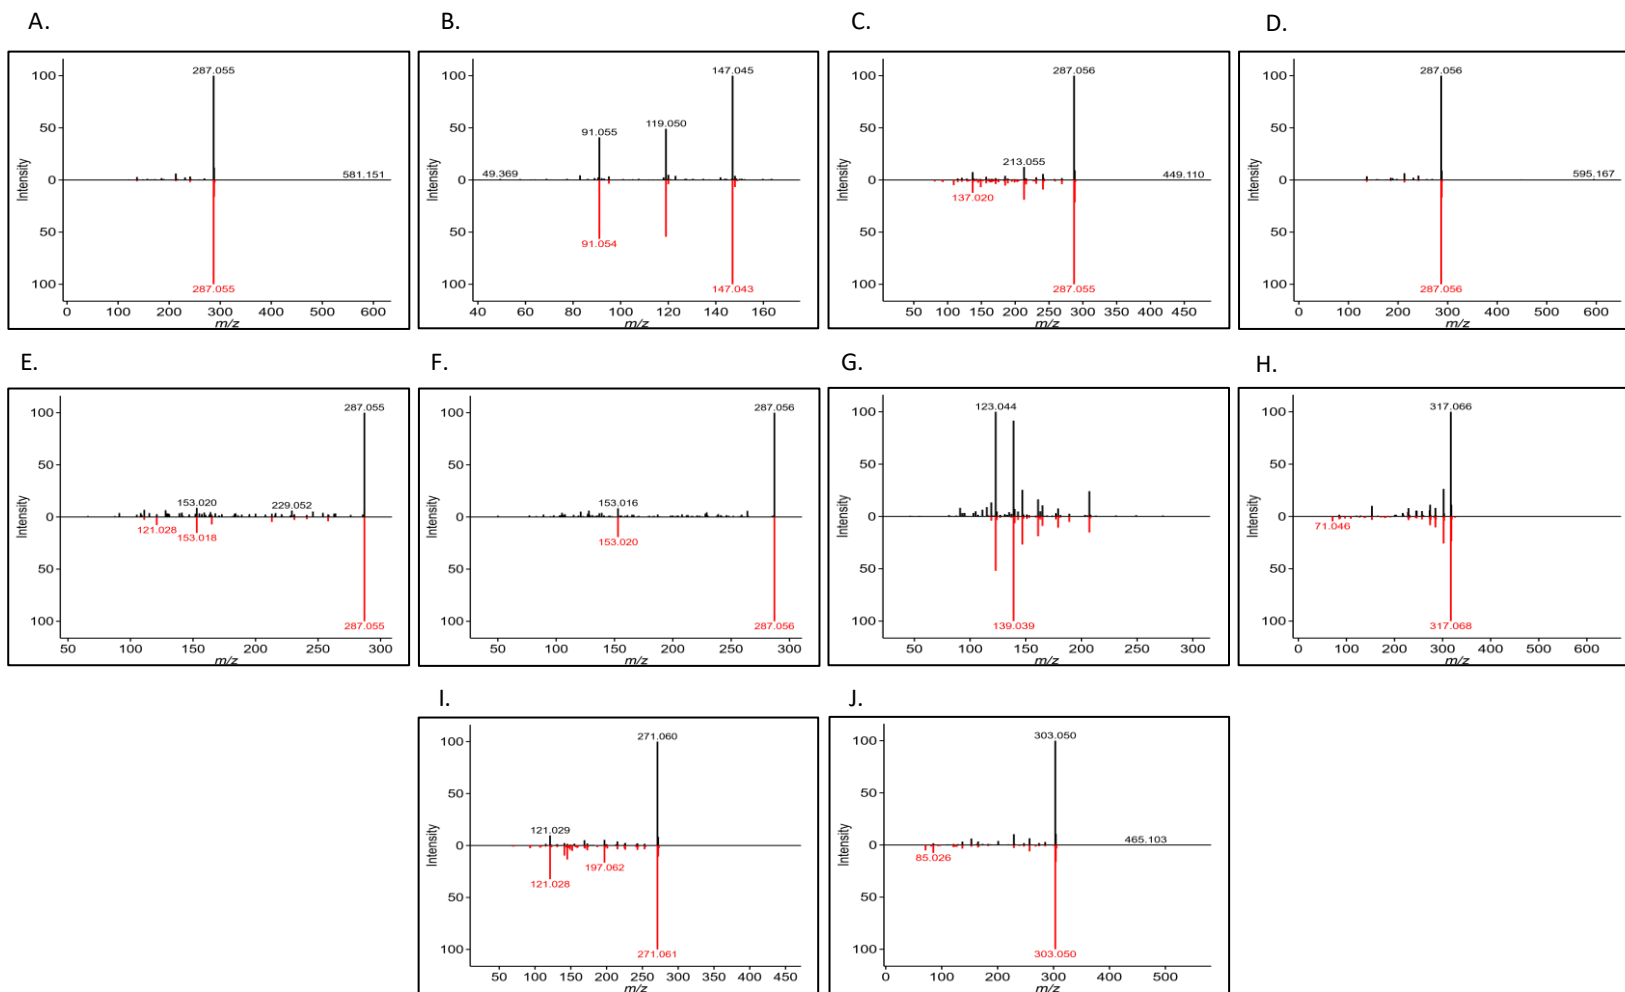 A.
B.
C.
D.
287.055
581.151
287.055
100
50
0
50
100
0 100 200 300 400 500 600
Intensity
m/z
147.045
119.050
91.055
49.369
91.054
147.043
100
50
0
50
100
40 60 80 100 120 140 160
Intensity
m/z
287.056
213.055
449.110
137.020
287.055
100
50
0
50
100
50 100 150 200 250 300 350 400 450
Intensity
m/z
287.056
595.167
287.056
100
50
0
50
100
0 100 200 300 400 500 600
Intensity
m/z
E.
F.
G.
H.
287.055
153.020
229.052
121.028
153.018
287.055
100
50
0
50
100
50 100 150 200 250 300
Intensity
m/z
287.056
153.016
153.020
287.056
100
50
0
50
100
50 100 150 200 250 300
Intensity
m/z
123.044
139.039
100
50
0
50
100
50 100 150 200 250 300
Intensity
m/z
317.066
71.046
317.068
100
50
0
50
100
0 100 200 300 400 500 600
Intensity
m/z
I.
J.
271.060
121.029
197.062
121.028
271.061
100
50
0
50
100
50 100 150 200 250 300 350 400 450
Intensity
m/z
303.050
465.103
85.026
303.050
100
50
0
50
100
0 100 200 300 400 500
Intensity
m/z